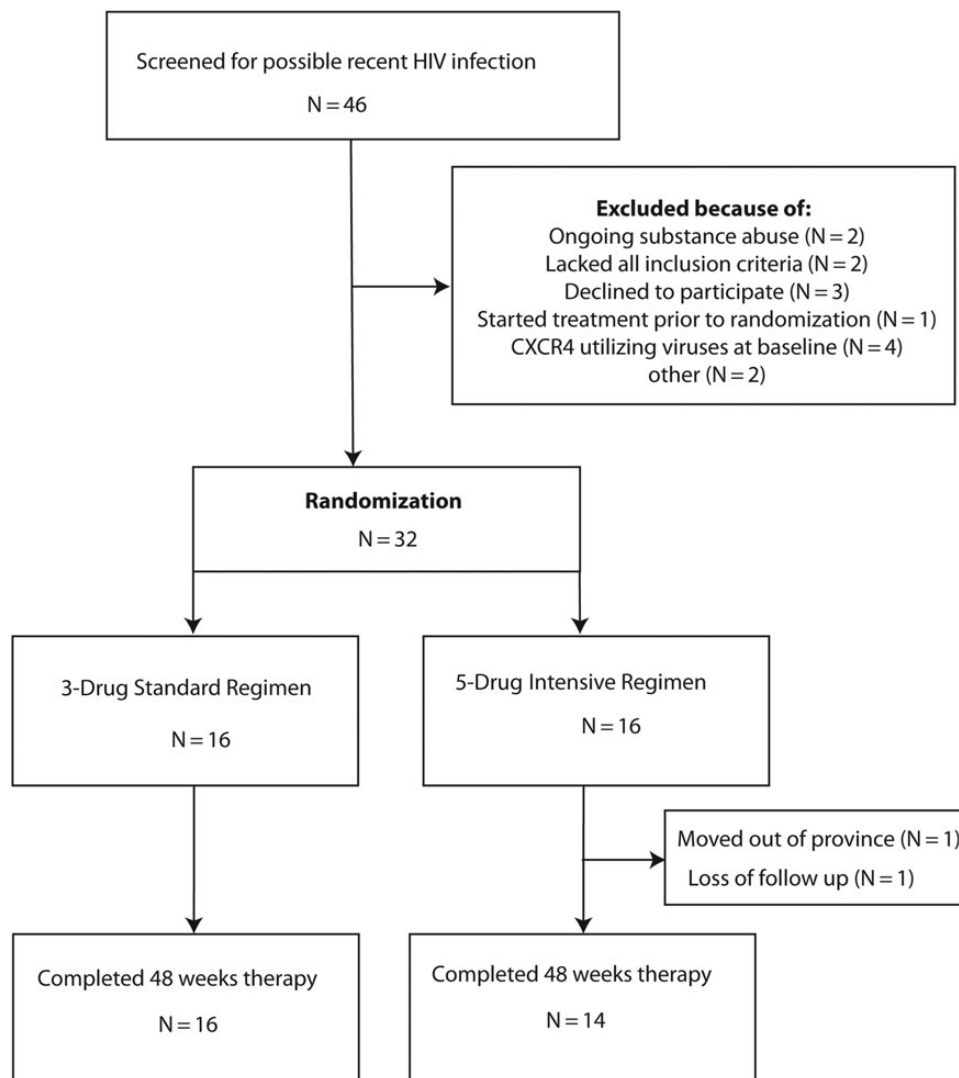 Screened for possible recent HIV infection
N = 46
Excluded because of:
Ongoing substance abuse (N = 2)
Lacked all inclusion criteria (N = 2)
Declined to participate (N = 3)
Started treatment prior to randomization (N = 1)
CXCR4 utilizing viruses at baseline (N = 4)
other (N = 2)
Randomization
N = 32
3-Drug Standard Regimen
N = 16
5-Drug Intensive Regimen
N = 16
Moved out of province (N = 1)
Loss of follow up (N = 1)
Completed 48 weeks therapy
N = 16
Completed 48 weeks therapy
N = 14